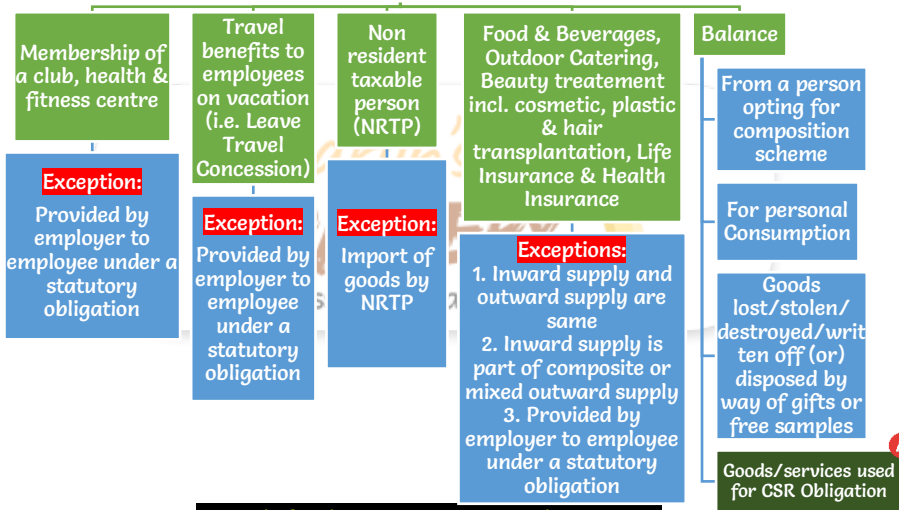 Membership of
a club, health &
fitness centre
Exception:
Provided by
employer to
employee under a
statutory
obligation
Travel
benefits to
employees
on vacation
(i.e. Leave
Travel
Concession)
Exception:
Provided by
employer to
employee
under a
statutory
obligation
Non
resident
taxable
person
(NRTP)
Exception:
Import of
goods by
NRTP
Food & Beverages,
Outdoor Catering,
Beauty treatement
incl. cosmetic, plastic
& hair
transplantation, Life
Insurance & Health
Insurance
Exceptions:
1. Inward supply and
outward supply are
same
2. Inward supply is
part of composite or
mixed outward supply
3. Provided by
employer to employee
under a statutory
obligation
Balance
From a person
opting for
composition
scheme
For personal
Consumption
Goods
lost/stolen/
destroyed/writ
ten off (or)
disposed by
way of gifts or
free samples
Goods/services used
for CSR Obligation